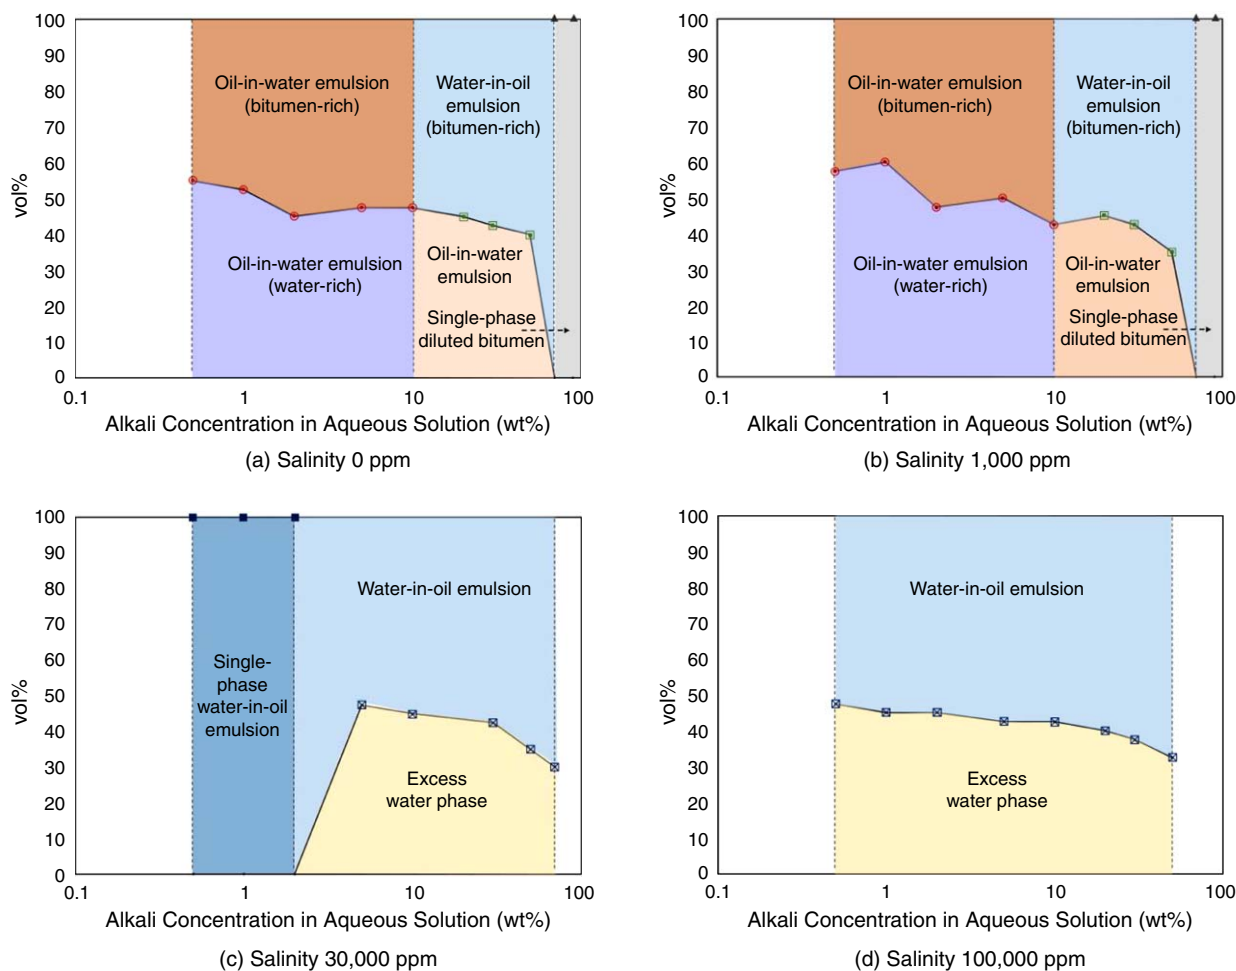 100
90
80
70
60
50
40
30
20
10
0
vol%
Oil-in-water emulsion
(bitumen-rich)
Water-in-oil
emulsion
(bitumen-rich)
Oil-in-water emulsion
(water-rich)
Oil-in-water
emulsion
Single-phase
diluted bitumen
0.1
1
10
100
Alkali Concentration in Aqueous Solution (wt%)
(a) Salinity 0 ppm
100
90
80
70
60
50
40
30
20
10
0
vol%
Oil-in-water emulsion
(bitumen-rich)
Water-in-oil
emulsion
(bitumen-rich)
Oil-in-water emulsion
(water-rich)
Oil-in-water
emulsion
Single-phase
diluted bitumen
0.1
1
10
100
Alkali Concentration in Aqueous Solution (wt%)
(b) Salinity 1,000 ppm
100
90
80
70
60
50
40
30
20
10
0
vol%
Single-
phase
water-in-oil
emulsion
Water-in-oil emulsion
Excess
water phase
0.1
1
10
100
Alkali Concentration in Aqueous Solution (wt%)
(c) Salinity 30,000 ppm
100
90
80
70
60
50
40
30
20
10
0
vol%
Water-in-oil emulsion
Excess
water phase
0.1
1
10
100
Alkali Concentration in Aqueous Solution (wt%)
(d) Salinity 100,000 ppm